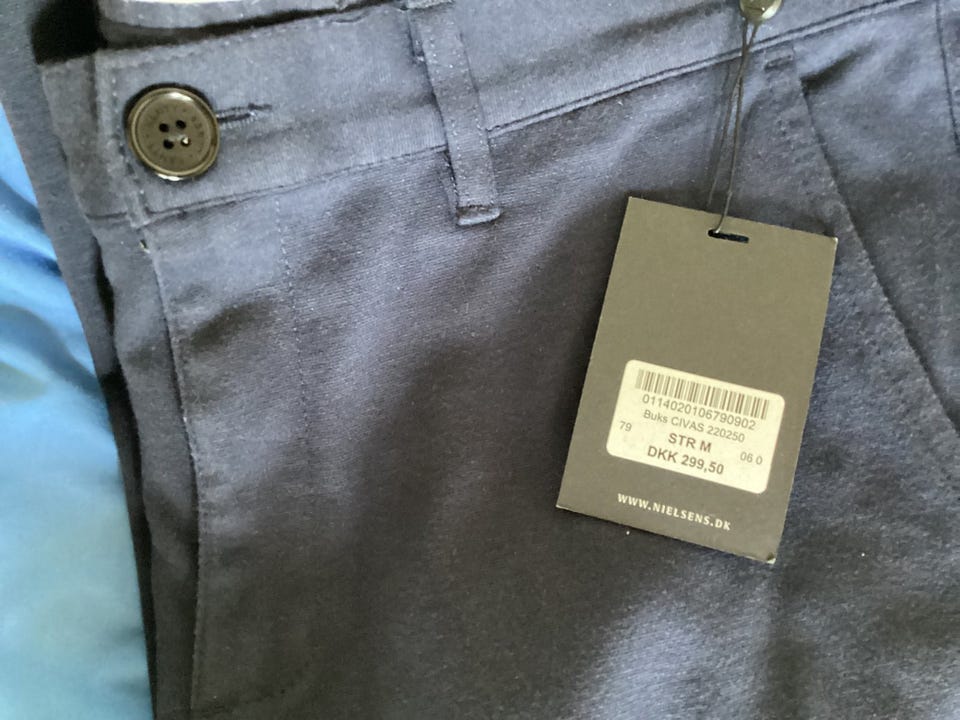 0114020106790902
Buks CIVAS 220250
79 STR M 06 0
DKK 299,50
WWW.NIELSENS.DK